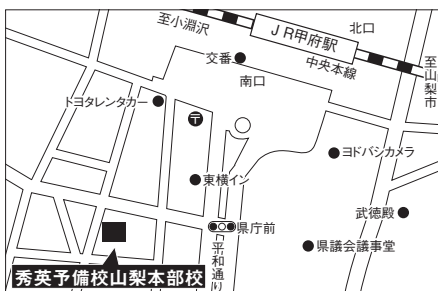 至小淵沢
JR甲府駅
北口
交番
中央本線
至山梨市
南口
トヨタレンタカー
〒
ヨドバシカメラ
東横イン
武徳殿
県庁前
県議会議事堂
平和通り
秀英予備校山梨本部校